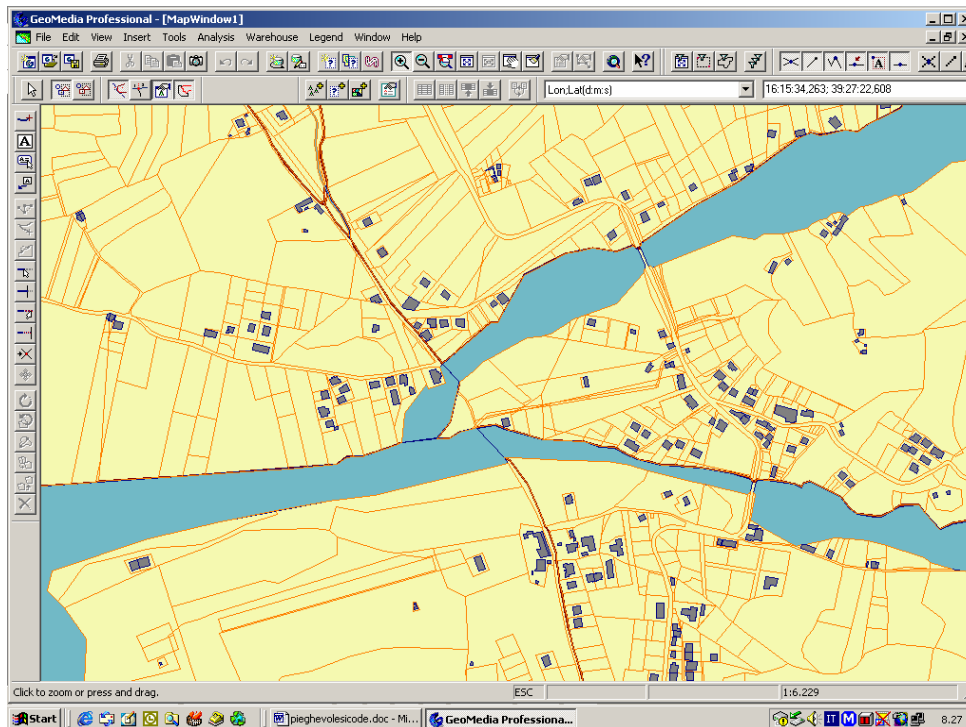 GeoMedia Professional - [MapWindow1]
File Edit View Insert Tools Analysis Warehouse Legend Window Help
Lon;Lat(d:m:s) 16:15:34,263; 39:27:22,608
Click to zoom or press and drag. ESC 1:6.229
Start pieghevolesicode.doc - Mi... GeoMedia Professiona... IT M 8.27